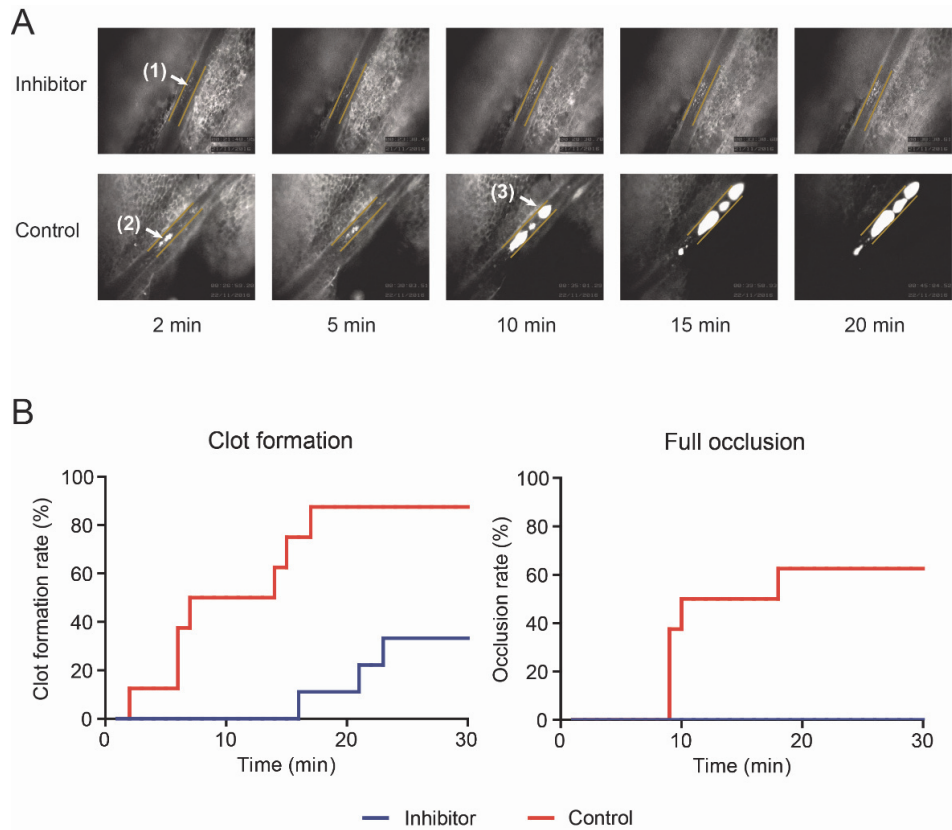 A
Inhibitor
(1)
Control
(2)
(3)
2 min
5 min
10 min
15 min
20 min
B
Clot formation
Full occlusion
100
80
60
40
20
0
Clot formation rate (%)
0
10
20
30
Time (min)
100
80
60
40
20
0
Occlusion rate (%)
0
10
20
30
Time (min)
Inhibitor
Control